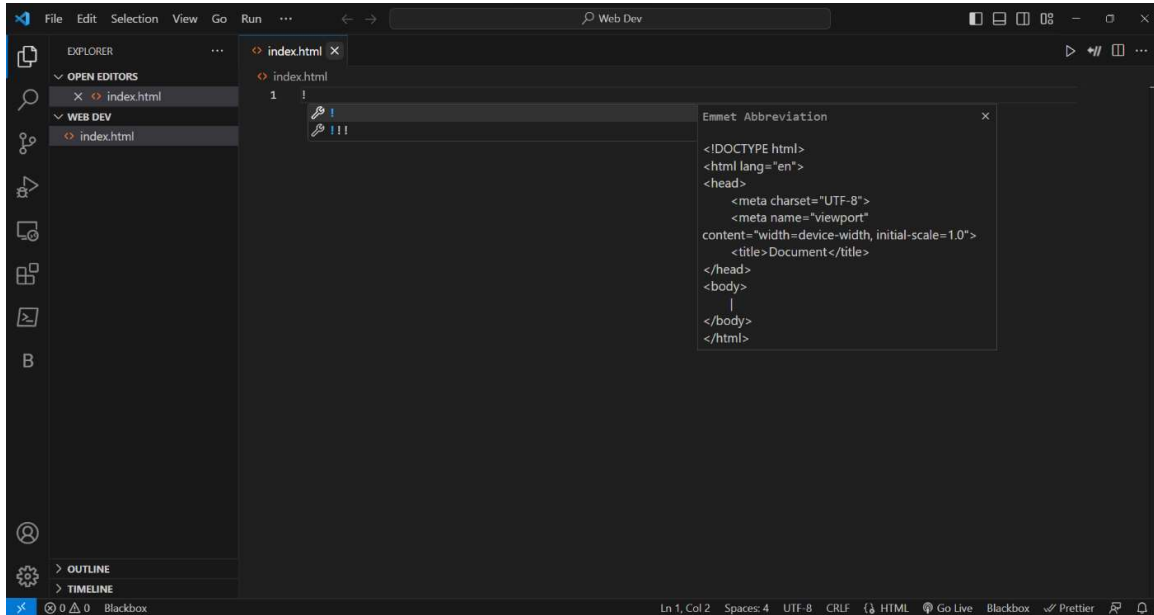 File Edit Selection View Go Run ··· Web Dev
EXPLORER ···
OPEN EDITORS
index.html
WEB DEV
index.html
OUTLINE
TIMELINE
index.html
index.html
1 !
!
!!!
Emmet Abbreviation
<!DOCTYPE html>
<html lang="en">
<head>
<meta charset="UTF-8">
<meta name="viewport"
content="width=device-width, initial-scale=1.0">
<title>Document</title>
</head>
<body>
|
</body>
</html>
B
0 0 Blackbox Ln 1, Col 2 Spaces: 4 UTF-8 CRLF HTML Go Live Blackbox Prettier